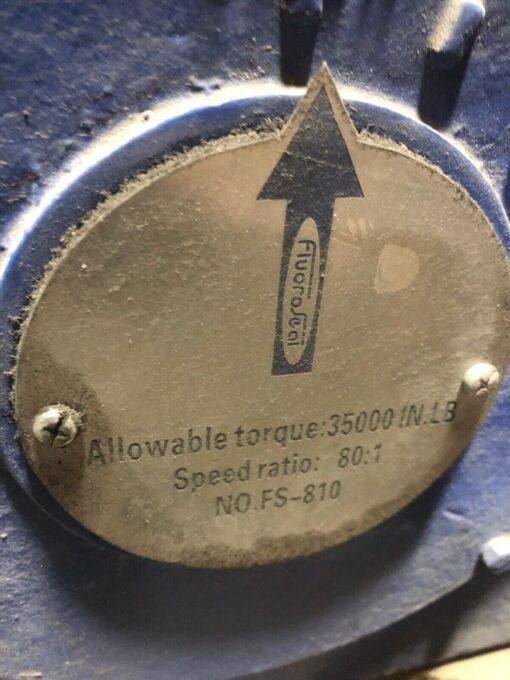 FluoroSeal
Allowable torque:35000 IN.LB
Speed ratio: 80:1
NO.FS-810